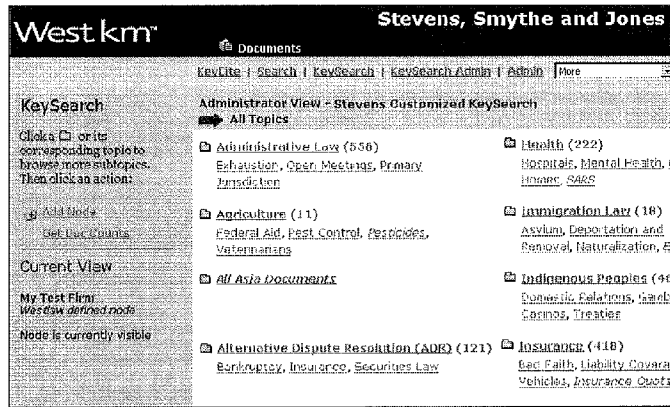 West km™
Stevens, Smythe and Jones
Documents
KeyCite | Search | KeySearch | KeySearch Admin | Admin
More
KeySearch
Click a or its
corresponding topic to
browse more subtopics.
Then click an action:
Add Node
Get Doc Counts
Current View
My Test Firm
Westlaw defined node
Node is currently visible
Administrator View - Stevens Customized KeySearch
All Topics
Administrative Law (556)
Exhaustion, Open Meetings, Primary
Jurisdiction
Agriculture (11)
Federal Aid, Pest Control, Pesticides,
Veterinarians
All Asia Documents
Alternative Dispute Resolution (ADR) (121)
Bankruptcy, Insurance, Securities Law
Health (222)
Hospitals, Mental Health,
Homes, SARS
Immigration Law (18)
Asylum, Deportation and
Removal, Naturalization,
Indigenous Peoples (46
Domestic Relations, Gamb
Casinos, Treaties
Insurance (418)
Bad Faith, Liability Covera
Vehicles, Insurance Quot